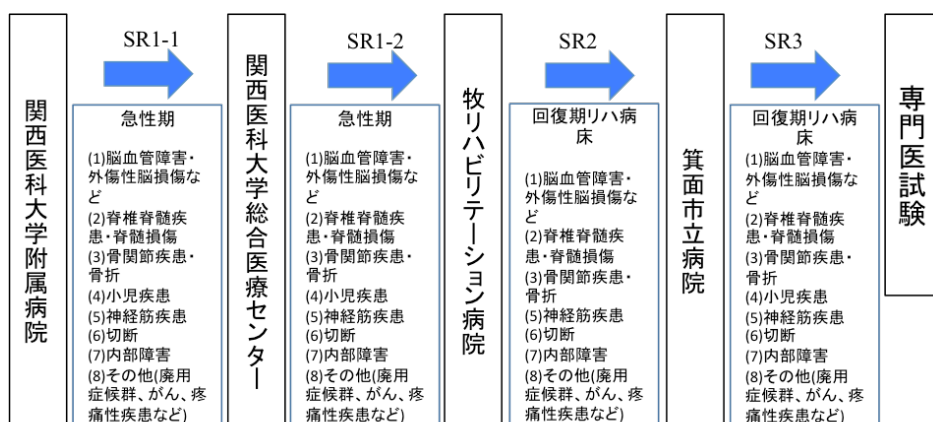 関西医科大学附属病院
SR1-1
急性期
(1)脳血管障害・
外傷性脳損傷な
ど
(2)脊椎脊髄疾
患・脊髄損傷
(3)骨関節疾患・
骨折
(4)小児疾患
(5)神経筋疾患
(6)切断
(7)内部障害
(8)その他(廃用
症候群、がん、疼
痛性疾患など)
関西医科大学総合医療センター
SR1-2
急性期
(1)脳血管障害・
外傷性脳損傷な
ど
(2)脊椎脊髄疾
患・脊髄損傷
(3)骨関節疾患・
骨折
(4)小児疾患
(5)神経筋疾患
(6)切断
(7)内部障害
(8)その他(廃用
症候群、がん、疼
痛性疾患など)
牧リハビリテーション病院
SR2
回復期リハ病
床
(1)脳血管障害・
外傷性脳損傷な
ど
(2)脊椎脊髄疾
患・脊髄損傷
(3)骨関節疾患・
骨折
(5)神経筋疾患
(6)切断
(7)内部障害
(8)その他(廃用
症候群、がん、疼
痛性疾患など)
箕面市立病院
SR3
回復期リハ病
床
(1)脳血管障害・
外傷性脳損傷な
ど
(2)脊椎脊髄疾
患・脊髄損傷
(3)骨関節疾患・
骨折
(4)小児疾患
(5)神経筋疾患
(6)切断
(7)内部障害
(8)その他(廃用
症候群、がん、疼
痛性疾患など)
専門医試験